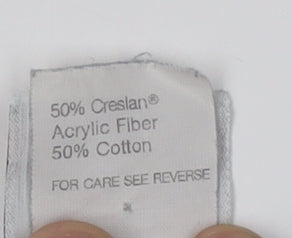 50% Creslan®
Acrylic Fiber
50% Cotton
FOR CARE SEE REVERSE